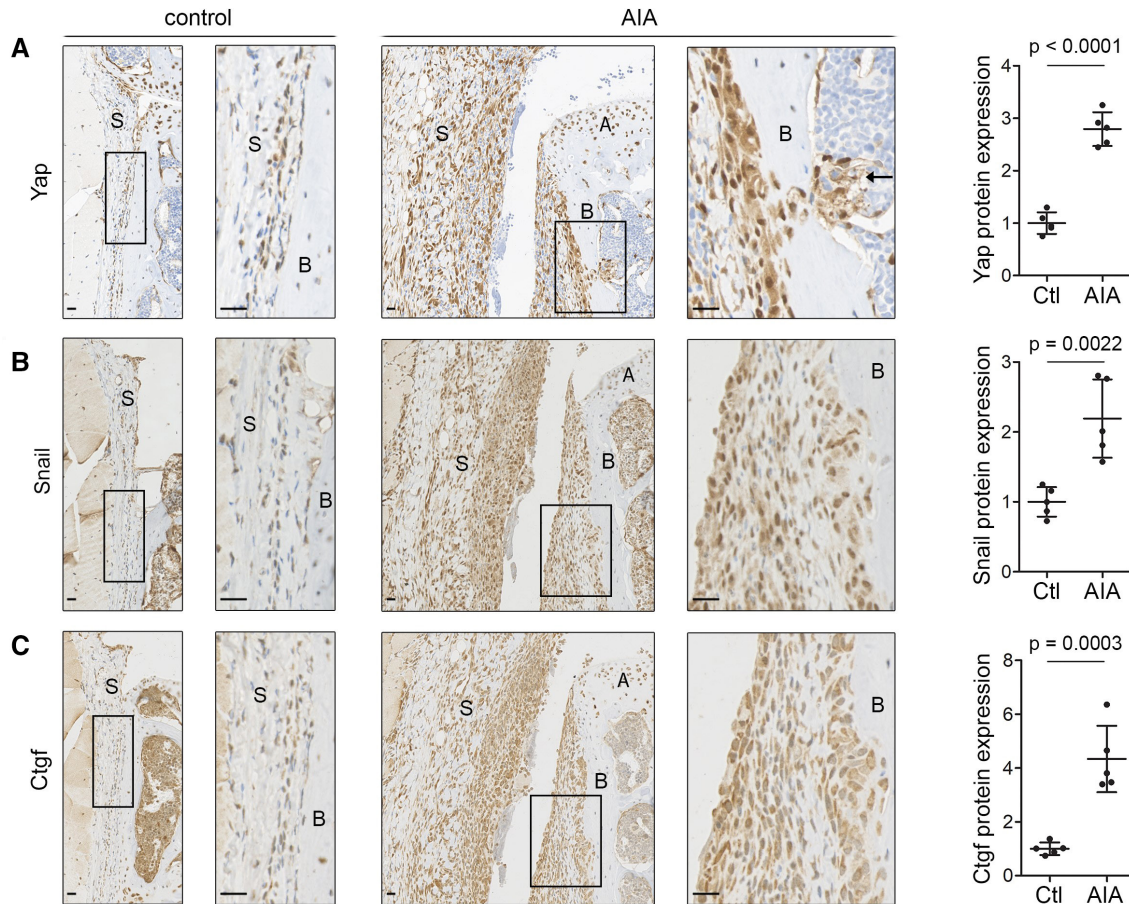 control
AIA
A
Yap
S
S
B
S
A
B
B
p < 0.0001
Yap protein expression
4
3
2
1
0
Ctl
AIA
B
Snail
S
S
B
S
A
B
B
p = 0.0022
Snail protein expression
3
2
1
0
Ctl
AIA
C
Ctgf
S
S
B
S
A
B
B
p = 0.0003
Ctgf protein expression
8
6
4
2
0
Ctl
AIA